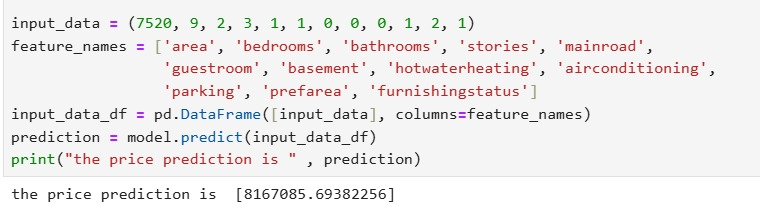 input_data = (7520, 9, 2, 3, 1, 1, 0, 0, 0, 1, 2, 1)
feature_names = ['area', 'bedrooms', 'bathrooms', 'stories', 'mainroad',
'guestroom', 'basement', 'hotwaterheating', 'airconditioning',
'parking', 'prefarea', 'furnishingstatus']
input_data_df = pd.DataFrame([input_data], columns=feature_names)
prediction = model.predict(input_data_df)
print("the price prediction is " , prediction)
the price prediction is  [8167085.69382256]